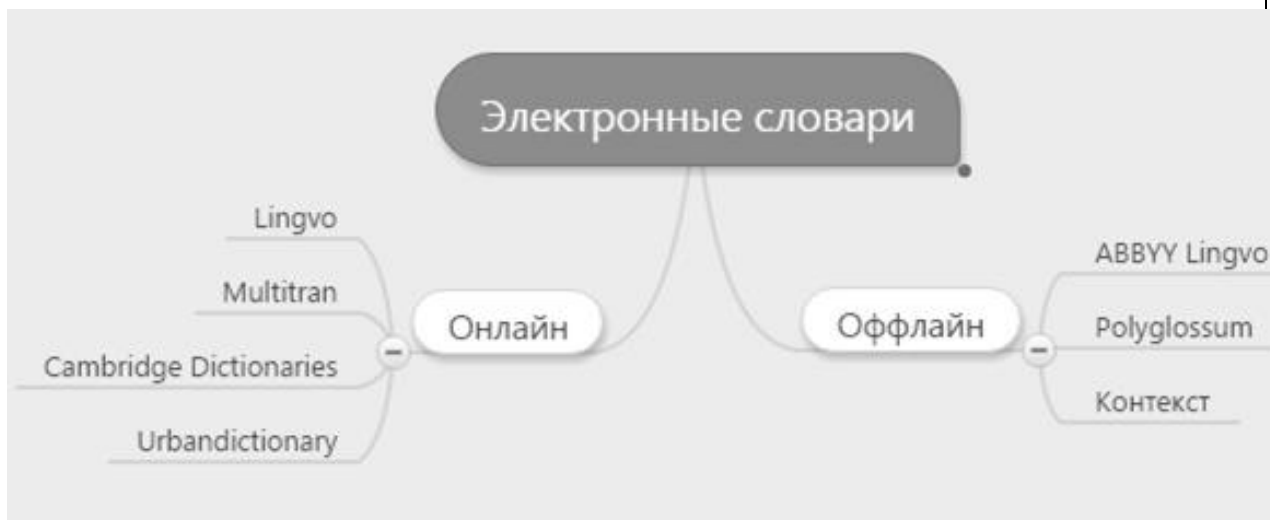 Электронные словари
Lingvo
Multitran
Cambridge Dictionaries
Urbandictionary
Онлайн
Оффлайн
ABBYY Lingvo
Polyglossum
Контекст